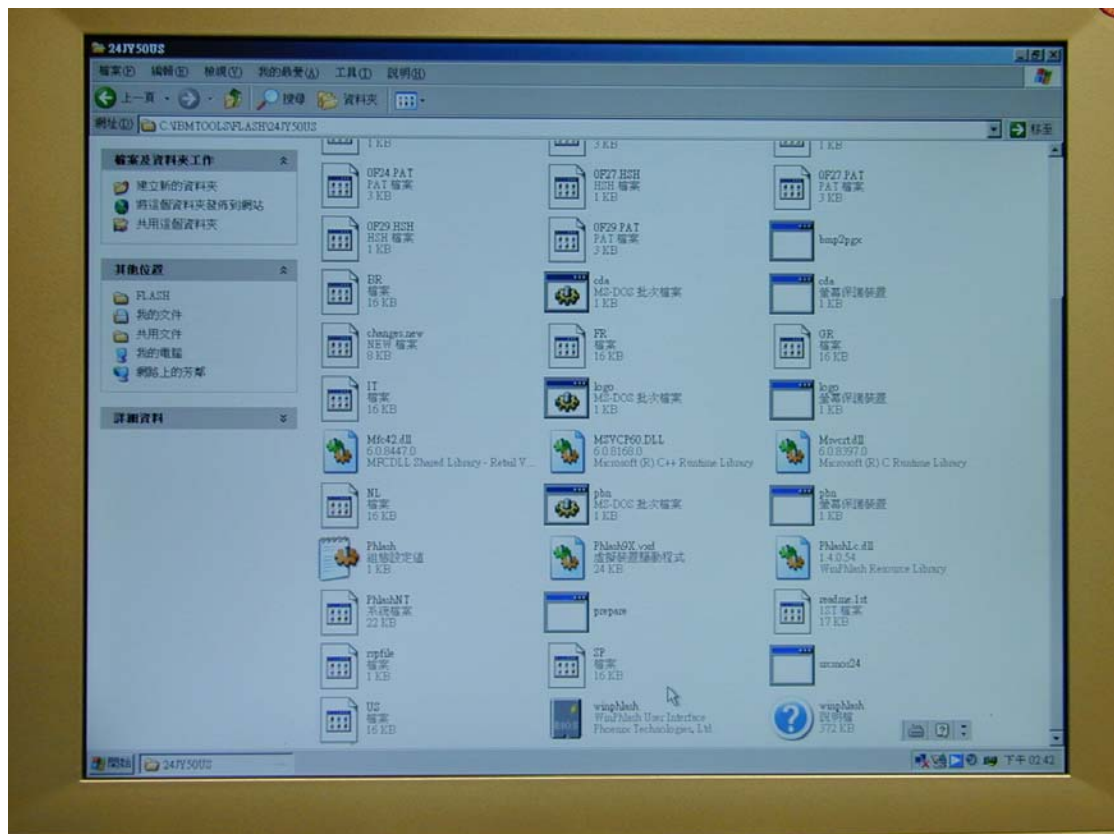 24JY50US
檔案(F) 編輯(E) 檢視(V) 我的最愛(A) 工具(T) 說明(H)
上一頁 搜尋 資料夾
網址(D) C:\IBMTOOLS\FLASH\24JY50US 移至
檔案及資料夾工作
建立新的資料夾
將這個資料夾發佈到網站
共用這個資料夾
其他位置
FLASH
我的文件
共用文件
我的電腦
網路上的芳鄰
詳細資料
1 KB
3 KB
1 KB
0F24.PAT
PAT 檔案
3 KB
0F27.HSH
HSH 檔案
1 KB
0F27.PAT
PAT 檔案
3 KB
0F29.HSH
HSH 檔案
1 KB
0F29.PAT
PAT 檔案
3 KB
bmp2pgx
BR
檔案
16 KB
cda
MS-DOS 批次檔案
1 KB
cda
螢幕保護裝置
1 KB
changes.new
NEW 檔案
8 KB
FR
檔案
16 KB
GR
檔案
16 KB
IT
檔案
16 KB
logo
MS-DOS 批次檔案
1 KB
logo
螢幕保護裝置
1 KB
Mfc42.dll
6.0.8447.0
MFCDLL Shared Library - Retail V...
MSVCP60.DLL
6.0.8168.0
Microsoft (R) C++ Runtime Library
Msvcrt.dll
6.0.8397.0
Microsoft (R) C Runtime Library
NL
檔案
16 KB
pbn
MS-DOS 批次檔案
1 KB
pbn
螢幕保護裝置
1 KB
Phlash
組態設定值
1 KB
Phlash9X.vxd
虛擬裝置驅動程式
24 KB
PhlashLc.dll
1.4.0.54
WinPhlash Resource Library
PhlashNT
系統檔案
22 KB
prepare
readme.1st
1ST 檔案
17 KB
rspfile
檔案
1 KB
SP
檔案
16 KB
US
檔案
16 KB
BIOS
winphlash
WinPhlash User Interface
Phoenix Technologies, Ltd.
winphlash
說明檔
372 KB
開始 24JY50US 下午 02:42